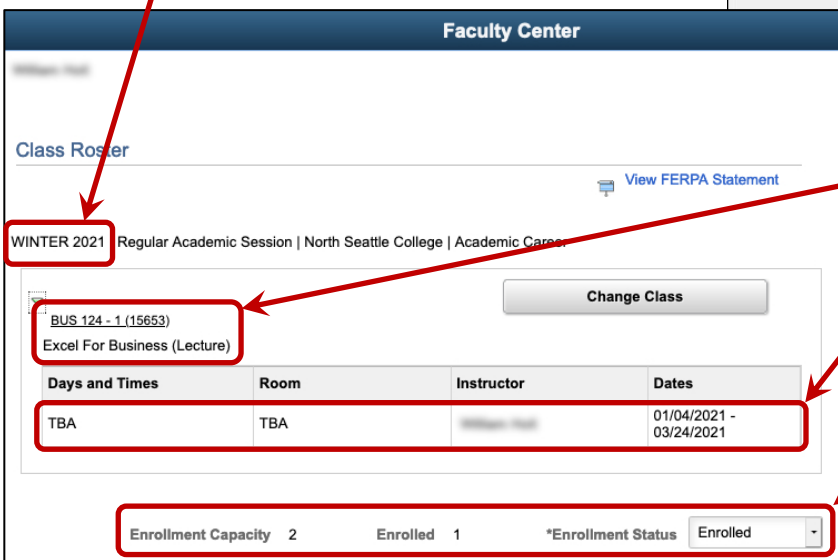 Faculty Center
Class Roster
View FERPA Statement
WINTER 2021 Regular Academic Session | North Seattle College | Academic Career
Change Class
BUS 124 - 1 (15653)
Excel For Business (Lecture)
Days and Times Room Instructor Dates
TBA TBA 01/04/2021 -
03/24/2021
Enrollment Capacity 2 Enrolled 1 *Enrollment Status Enrolled